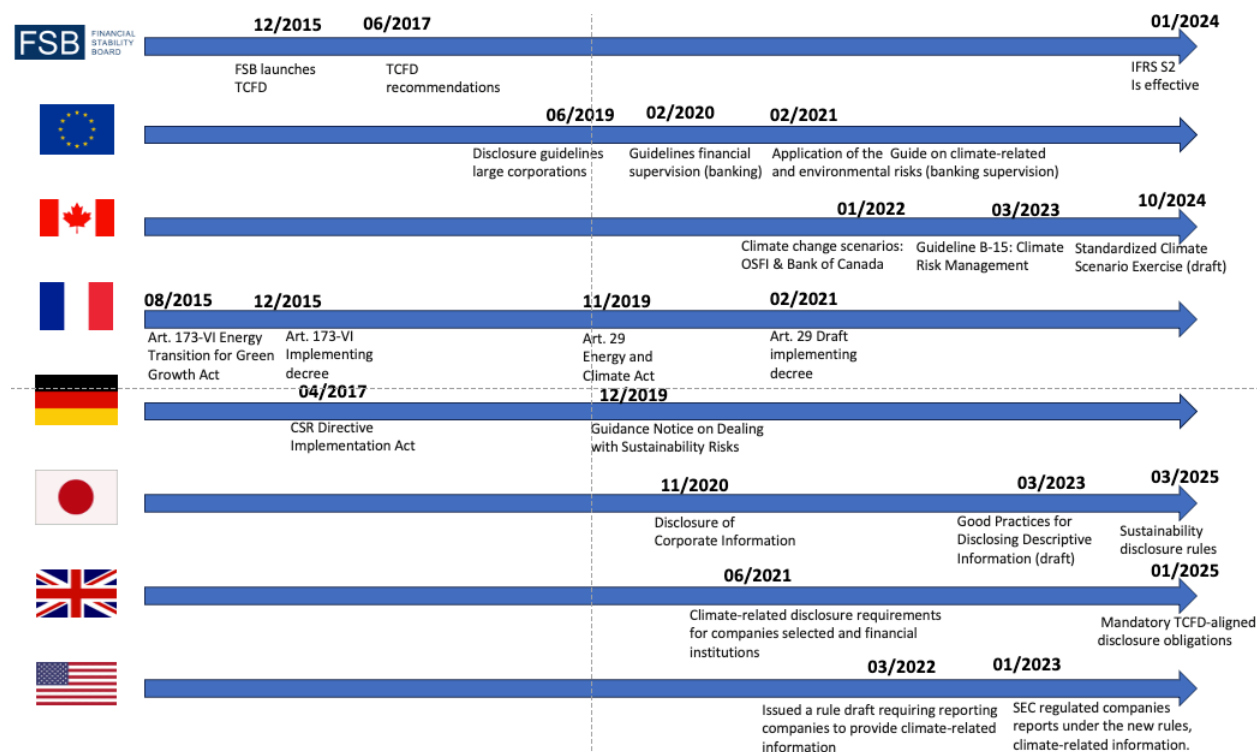 12/2015
06/2017
01/2024
FSB
FINANCIAL
STABILITY
BOARD
FSB launches
TCFD
TCFD
recommendations
IFRS S2
Is effective
06/2019
02/2020
02/2021
Disclosure guidelines
large corporations
Guidelines financial
supervision (banking)
Application of the Guide on climate-related
and environmental risks (banking supervision)
01/2022
03/2023
10/2024
Climate change scenarios:
OSFI & Bank of Canada
Guideline B-15: Climate
Risk Management
Standardized Climate
Scenario Exercise (draft)
08/2015
12/2015
11/2019
02/2021
Art. 173-VI Energy
Transition for Green
Growth Act
Art. 173-VI
Implementing
decree
Art. 29
Energy and
Climate Act
Art. 29 Draft
implementing
decree
04/2017
12/2019
CSR Directive
Implementation Act
Guidance Notice on Dealing
with Sustainability Risks
11/2020
03/2023
03/2025
Disclosure of
Corporate Information
Good Practices for
Disclosing Descriptive
Information (draft)
Sustainability
disclosure rules
06/2021
01/2025
Climate-related disclosure requirements
for companies selected and financial
institutions
Mandatory TCFD-aligned
disclosure obligations
03/2022
01/2023
Issued a rule draft requiring reporting
companies to provide climate-related
information
SEC regulated companies
reports under the new rules,
climate-related information.